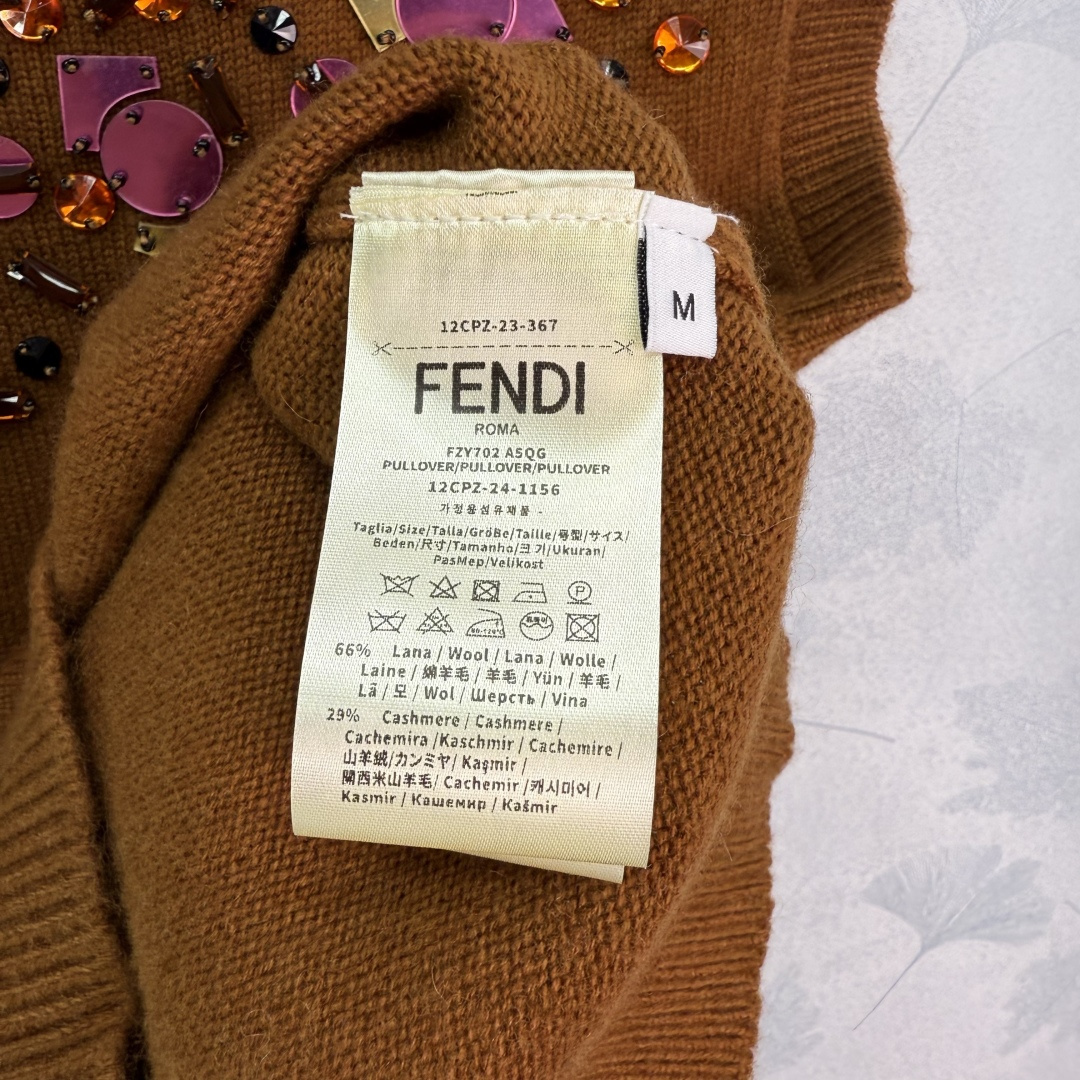 12CPZ-23-367
M
FENDI
ROMA
FZY702 A5QG
PULLOVER/PULLOVER/PULLOVER
12CPZ-24-1156
가정용섬유제품 -
Taglia/Size/Talla/Größe/Taille/号型/サイズ/
Beden/尺寸/Tamanho/크기/Ukuran/
PasMep/Velikost
P
66% Lana / Wool / Lana / Wolle /
Laine / 綿羊毛 / 羊毛 / Yün / 羊毛 /
Lã / 모 / Wol / Шерсть / Vina
29% Cashmere / Cashmere /
Cachemira /Kaschmir / Cachemire /
山羊绒/カシミヤ/ Kaşmir /
開西米山羊毛/ Cachemir /캐시미어 /
Kasmir / Кашемир / Kašmir